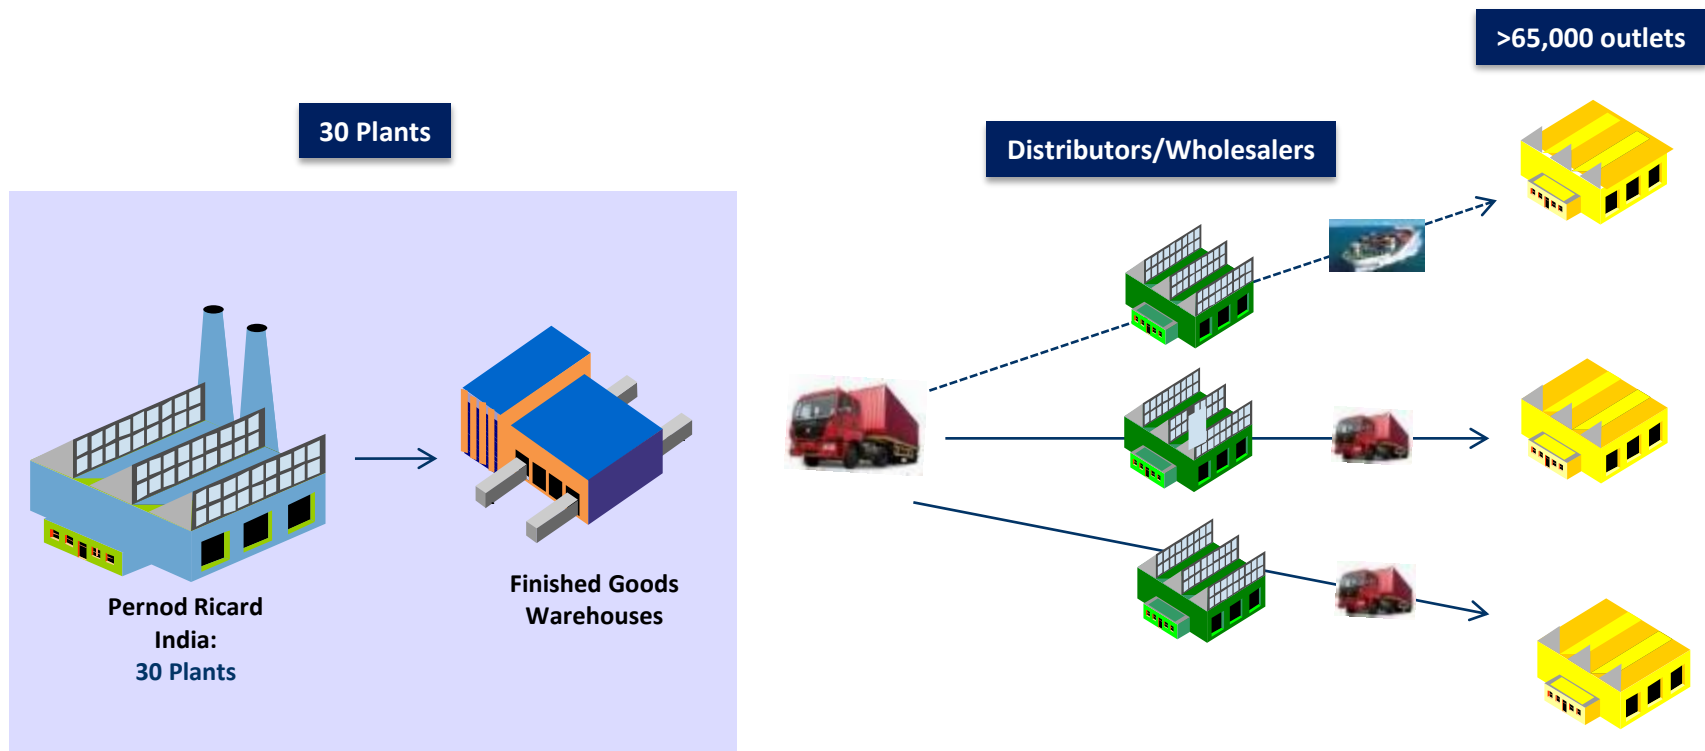 >65,000 outlets
30 Plants
Distributors/Wholesalers
Pernod Ricard
India:
30 Plants
Finished Goods
Warehouses